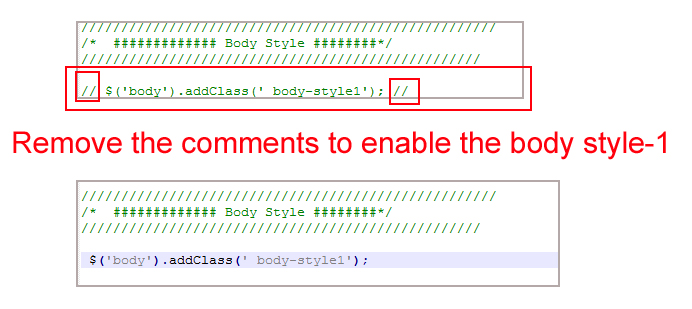 ////////////////////////////////////////////////////
/*  ############# Body Style ########*/
//////////////////////////////////////////////////
// $('body').addClass(' body-style1'); //
Remove the comments to enable the body style-1
////////////////////////////////////////////////////
/*  ############# Body Style ########*/
//////////////////////////////////////////////////
$('body').addClass(' body-style1');